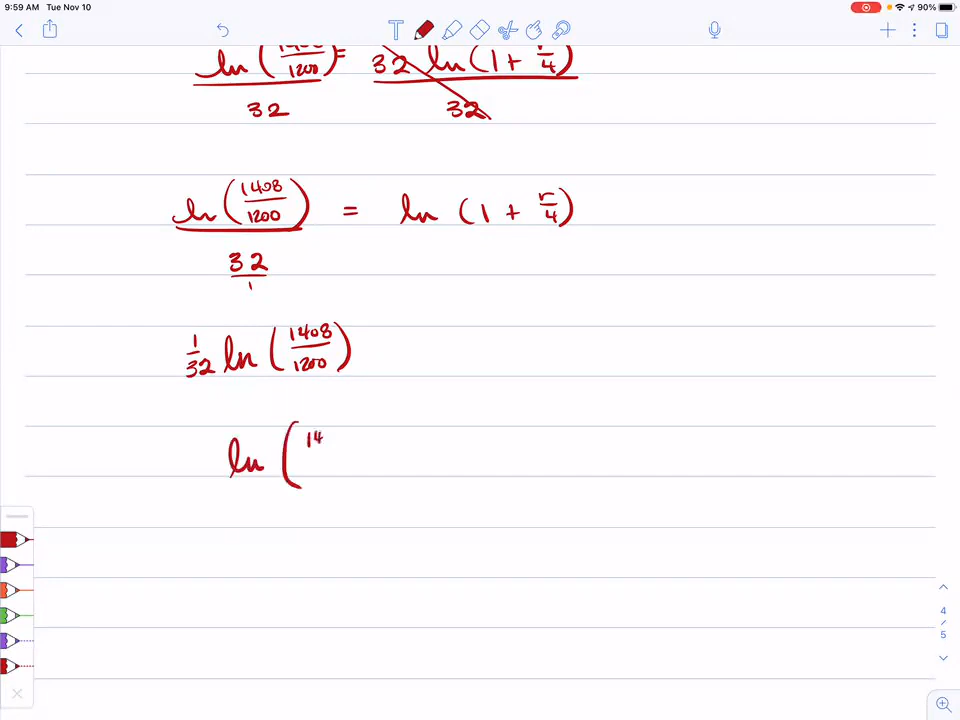 9:59 AM Tue Nov 10
90%
T
ln (1408/1200) = 32 ln (1 + r/4)
32 32
ln (1408/1200) = ln (1 + r/4)
32
1
1/32 ln (1408/1200)
ln ( 14
4
/
5